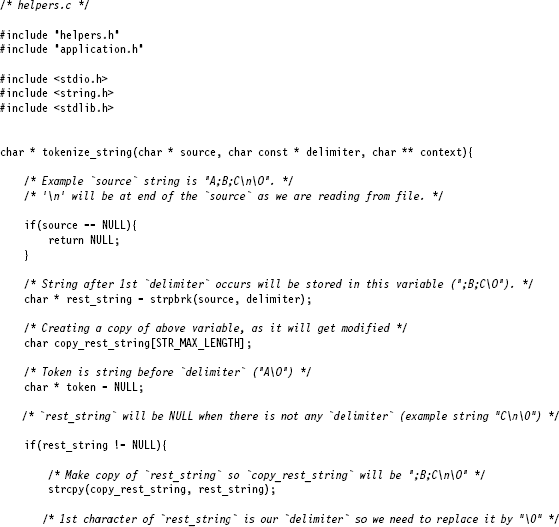 /* helpers.c */
#include "helpers.h"
#include "application.h"
#include <stdio.h>
#include <string.h>
#include <stdlib.h>
char * tokenize_string(char * source, char const * delimiter, char ** context){
/* Example `source` string is "A;B;C\n\0". */
/* '\n' will be at end of the `source` as we are reading from file. */
if(source == NULL){
return NULL;
}
/* String after 1st `delimiter` occurs will be stored in this variable (";B;C\0"). */
char * rest_string = strpbrk(source, delimiter);
/* Creating a copy of above variable, as it will get modified */
char copy_rest_string[STR_MAX_LENGTH];
/* Token is string before `delimiter` ("A\0") */
char * token = NULL;
/* `rest_string` will be NULL when there is not any `delimiter` (example string "C\n\0") */
if(rest_string != NULL){
/* Make copy of `rest_string` so `copy_rest_string` will be ";B;C\n\0" */
strcpy(copy_rest_string, rest_string);
/* 1st character of `rest_string` is our `delimiter` so we need to replace it by "\0" */